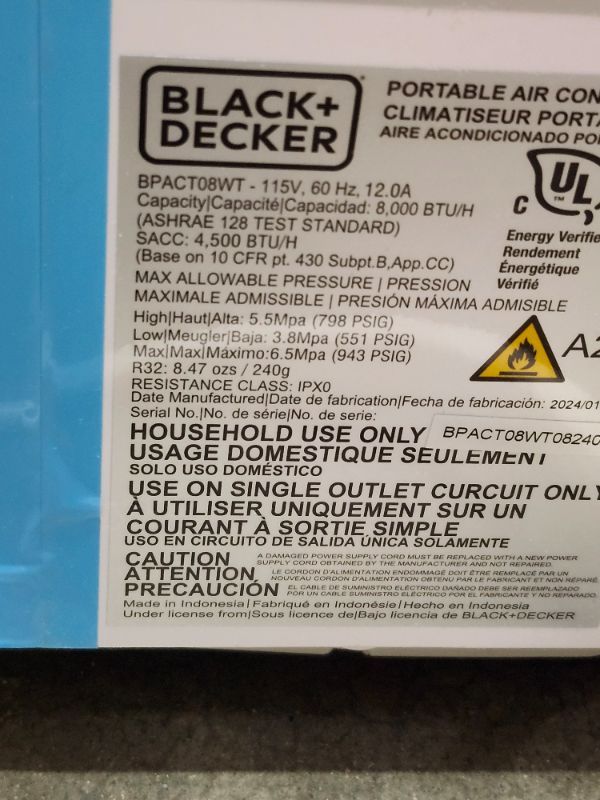 BLACK+
DECKER
PORTABLE AIR CON
CLIMATISEUR PORTA
AIRE ACONDICIONADO PO
BPACT08WT - 115V, 60 Hz, 12.0A
Capacity|Capacité|Capacidad: 8,000 BTU/H
(ASHRAE 128 TEST STANDARD)
SACC: 4,500 BTU/H
(Base on 10 CFR pt. 430 Subpt.B,App.CC)
C UL
TM
Energy Verifie
Rendement
Énergétique
Vérifié
MAX ALLOWABLE PRESSURE | PRESSION
MAXIMALE ADMISSIBLE | PRESIÓN MÁXIMA ADMISIBLE
High|Haut|Alta: 5.5Mpa (798 PSIG)
Low|Meugler|Baja: 3.8Mpa (551 PSIG)
Max|Max|Máximo:6.5Mpa (943 PSIG)
R32: 8.47 ozs / 240g
A2
RESISTANCE CLASS: IPX0
Date Manufactured|Date de fabrication|Fecha de fabricación: 2024/01
Serial No.|No. de série|No. de serie:
BPACT08WT08240
HOUSEHOLD USE ONLY
USAGE DOMESTIQUE SEULEMENT
SOLO USO DOMÉSTICO
USE ON SINGLE OUTLET CURCUIT ONLY
À UTILISER UNIQUEMENT SUR UN
COURANT À SORTIE SIMPLE
USO EN CIRCUITO DE SALIDA ÚNICA SOLAMENTE
CAUTION A DAMAGED POWER SUPPLY CORD MUST BE REPLACED WITH A NEW POWER
SUPPLY CORD OBTAINED BY THE MANUFACTURER AND NOT REPAIRED.
ATTENTION LE CORDON D'ALIMENTATION ENDOMMAGÉ DOIT ÊTRE REMPLACÉ PAR UN
NOUVEAU CORDON D'ALIMENTATION OBTENU PAR LE FABRICANT ET NON RÉPARÉ.
PRECAUCIÓN EL CABLE DE SUMINISTRO ELÉCTRICO DAÑADO DEBE SER REEMPLAZADO
POR UN CABLE SUMINISTRO ELÉCTRICO POR EL FABRICANTE Y NO REPARADO.
Made in Indonesia| Fabriqué en Indonésie| Hecho en Indonesia
Under license from|Sous licence de|Bajo licencia de BLACK+DECKER